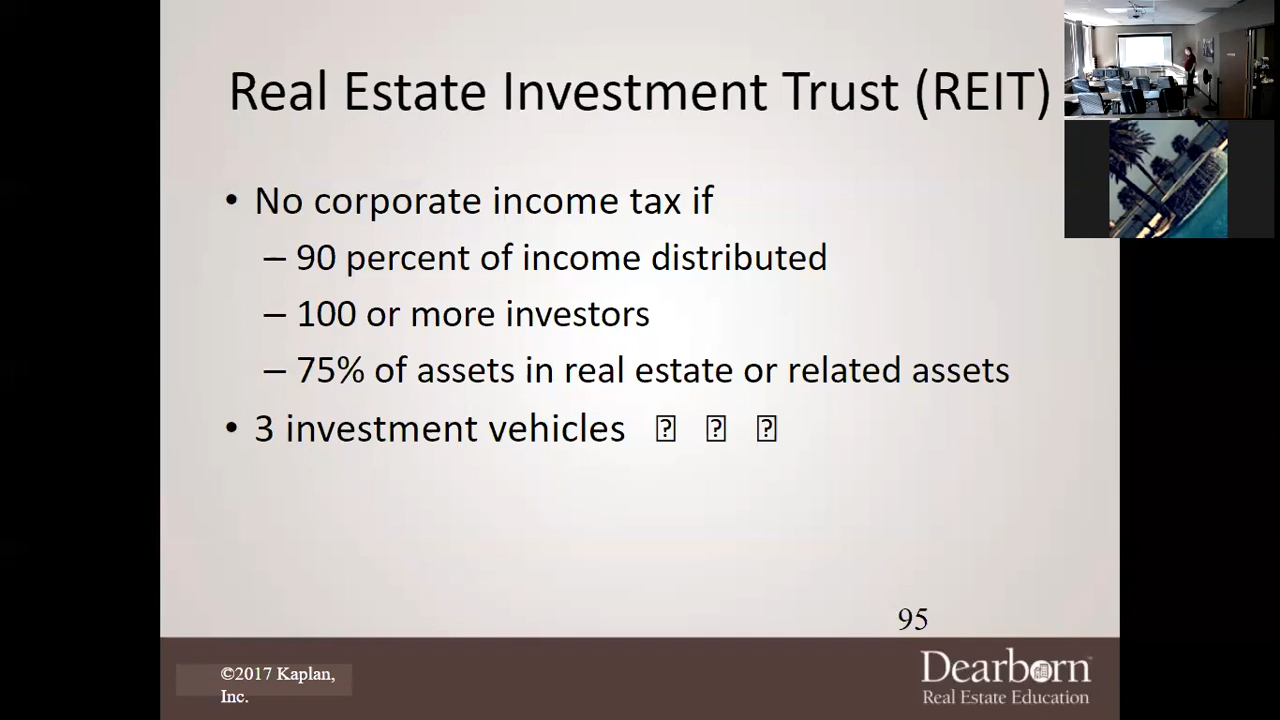 Real Estate Investment Trust (REIT)
• No corporate income tax if
– 90 percent of income distributed
– 100 or more investors
– 75% of assets in real estate or related assets
• 3 investment vehicles
95
©2017 Kaplan,
Inc.
Dearborn
Real Estate Education